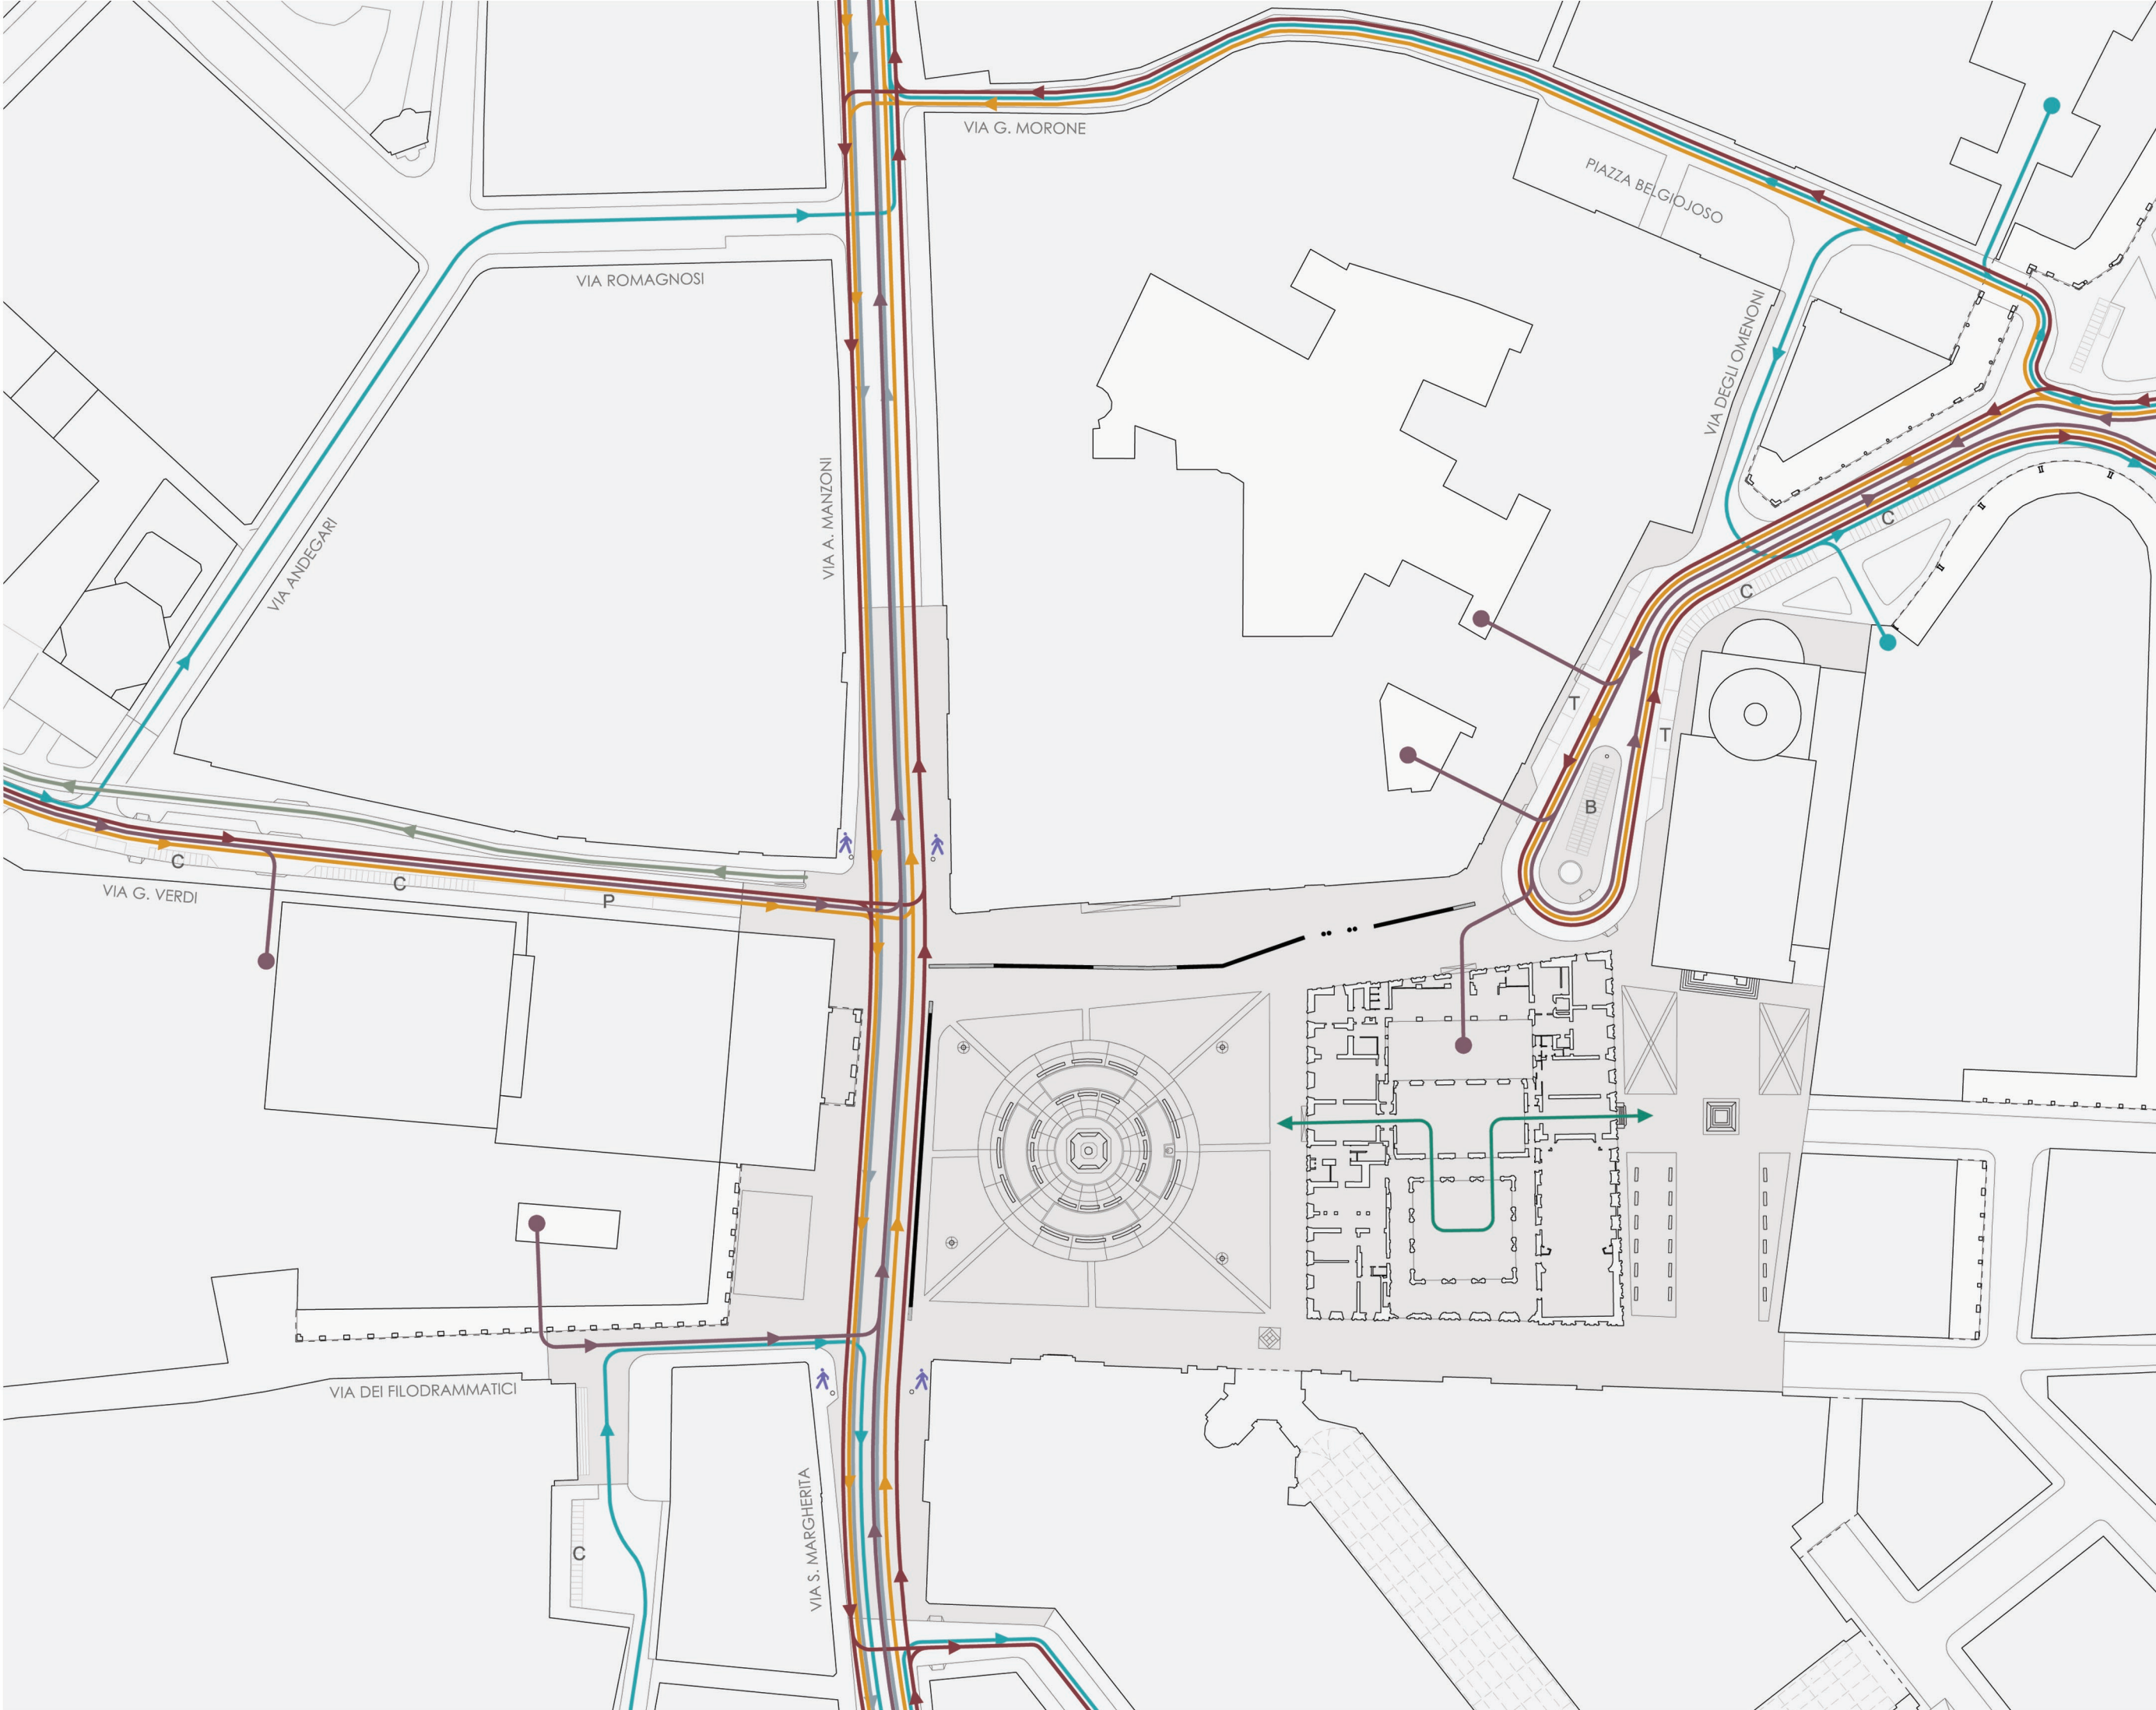 VIA G. MORONE
PIAZZA BELGIOJOSO
VIA ROMAGNOSI
VIA DEGLI OMENONI
VIA A. MANZONI
VIA ANDEGARI
C
C
T
T
B
C
C
P
VIA G. VERDI
VIA DEI FILODRAMMATICI
VIA S. MARGHERITA
C